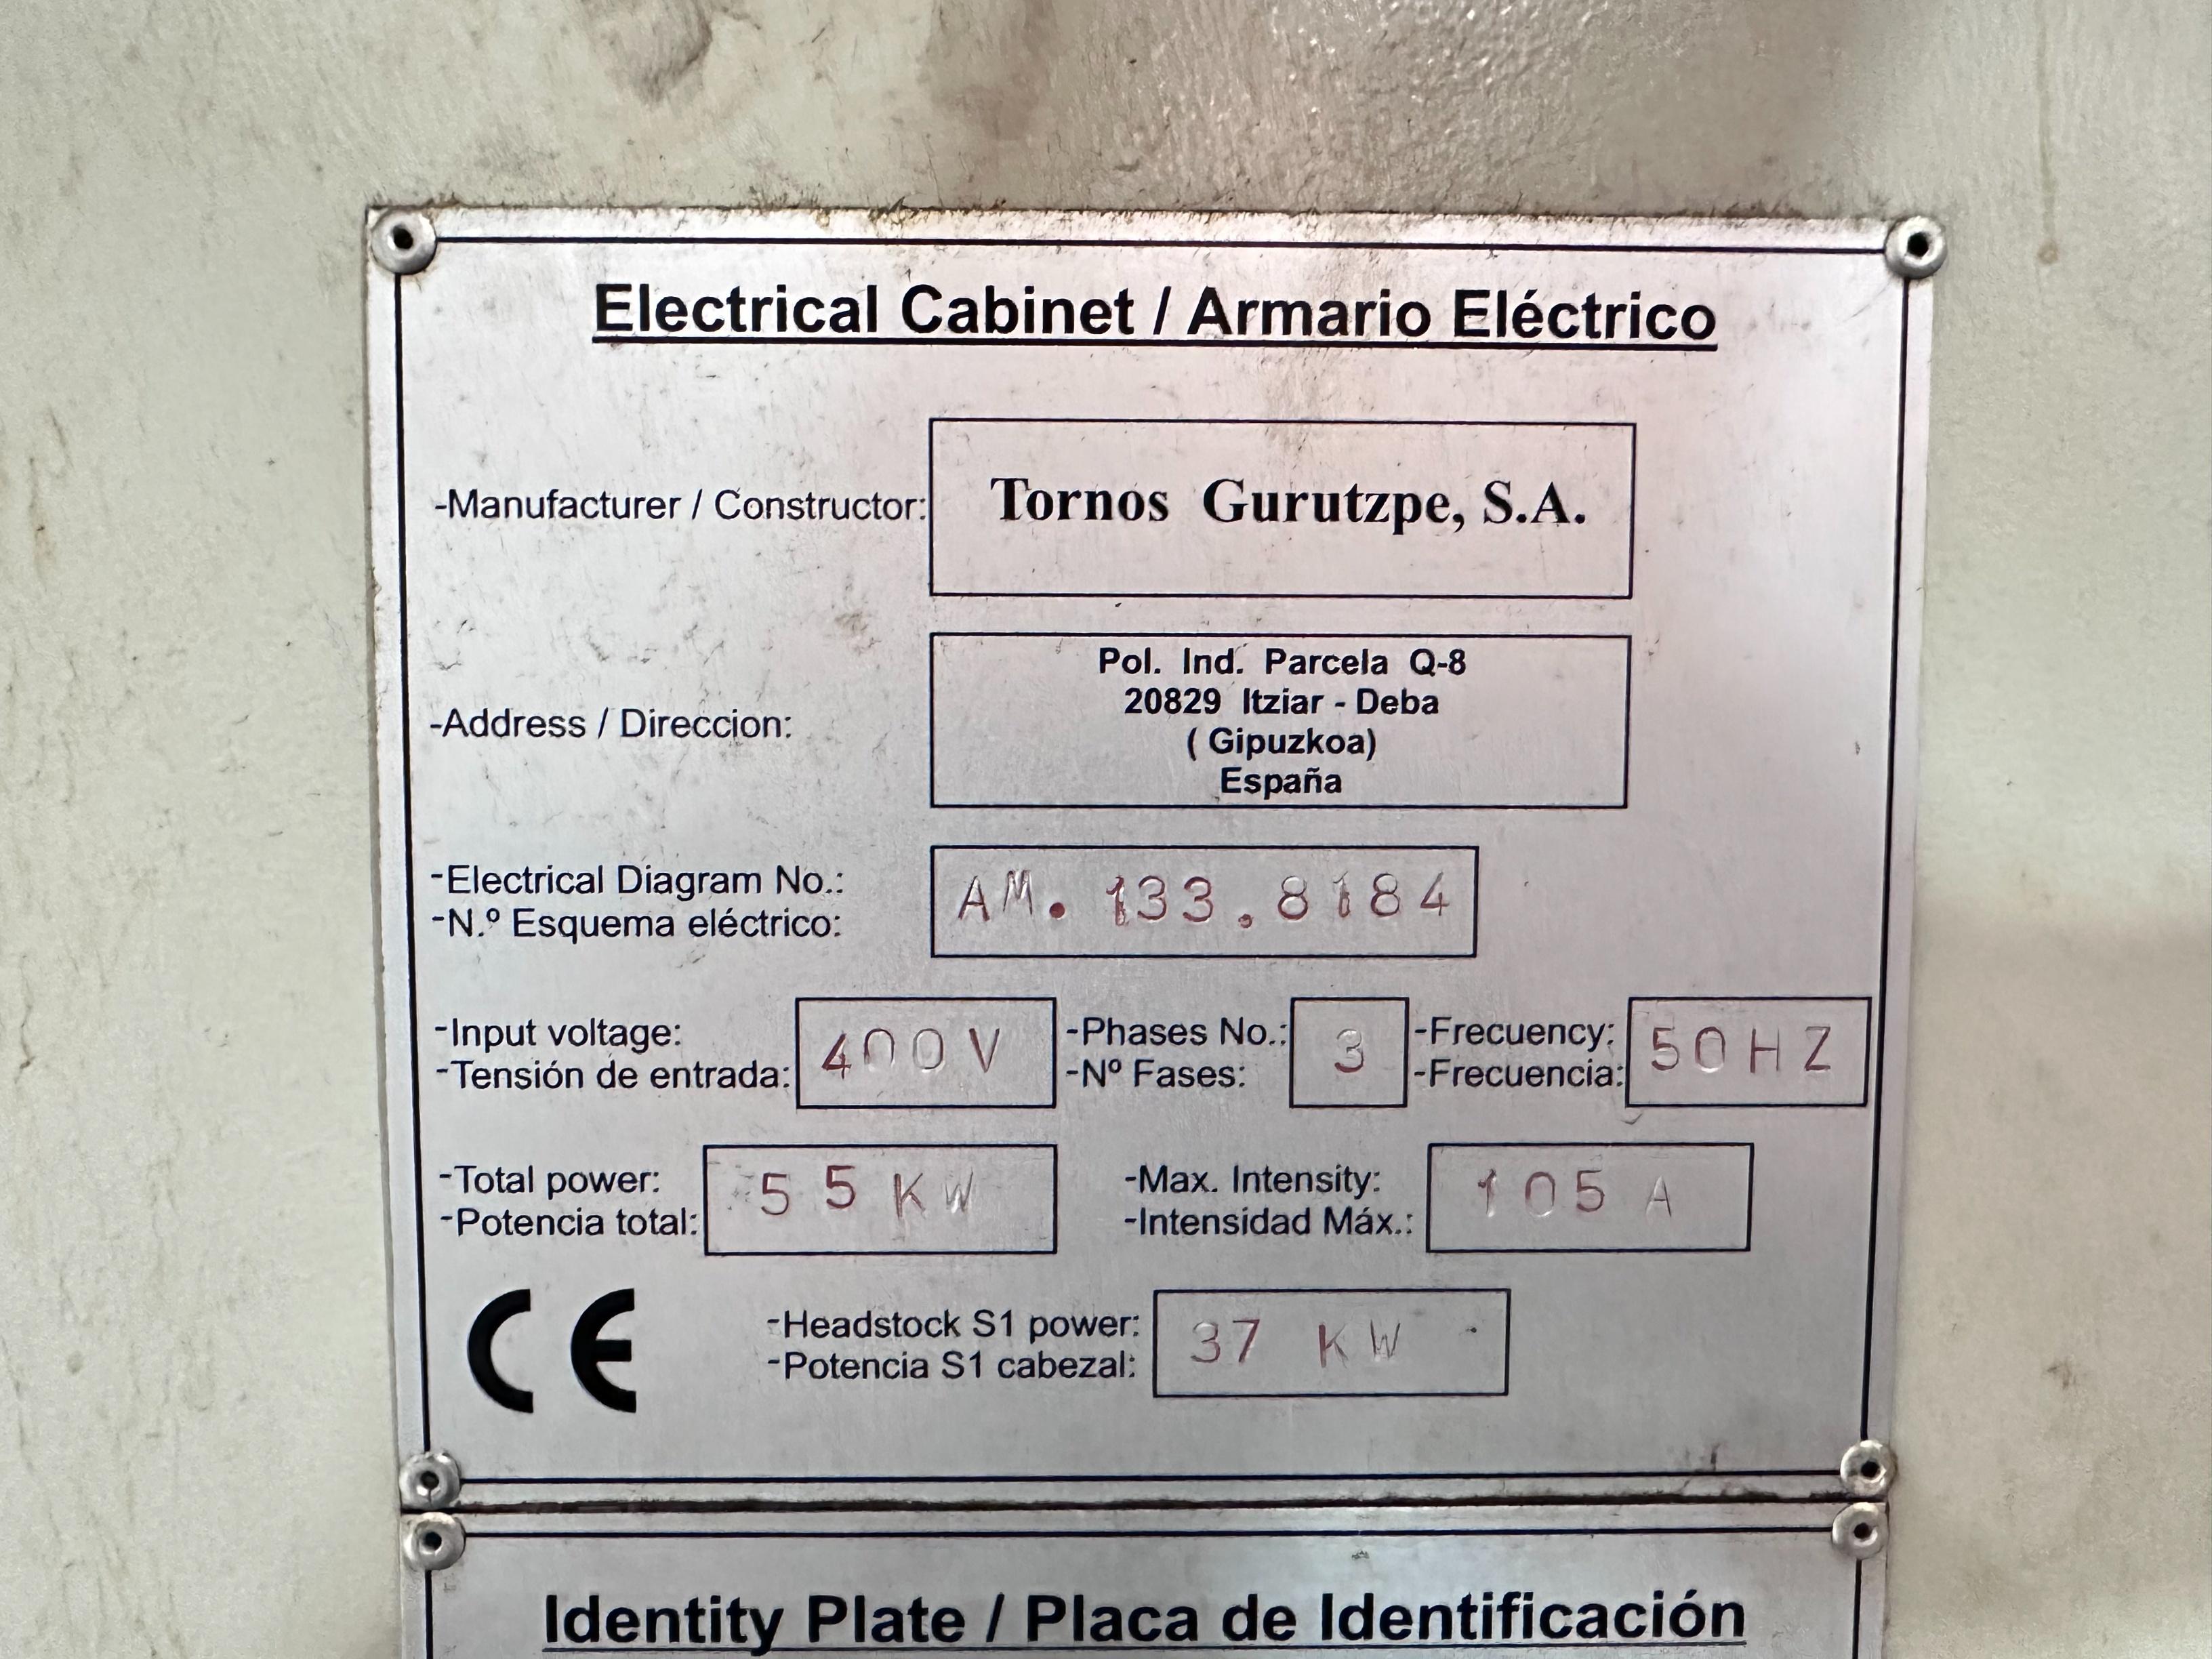 Electrical Cabinet / Armario Eléctrico
-Manufacturer / Constructor: Tornos Gurutzpe, S.A.
-Address / Direccion:
Pol. Ind. Parcela Q-8
20829 Itziar - Deba
( Gipuzkoa)
España
-Electrical Diagram No.:
-N.º Esquema eléctrico:
AM. 133.8184
-Input voltage:
-Tensión de entrada:
400V
-Phases No.:
-Nº Fases:
3
-Frecuency:
-Frecuencia:
50HZ
-Total power:
-Potencia total:
55KW
-Max. Intensity:
-Intensidad Máx.:
105 A
CE
-Headstock S1 power:
-Potencia S1 cabezal:
37 KW
Identity Plate / Placa de Identificación